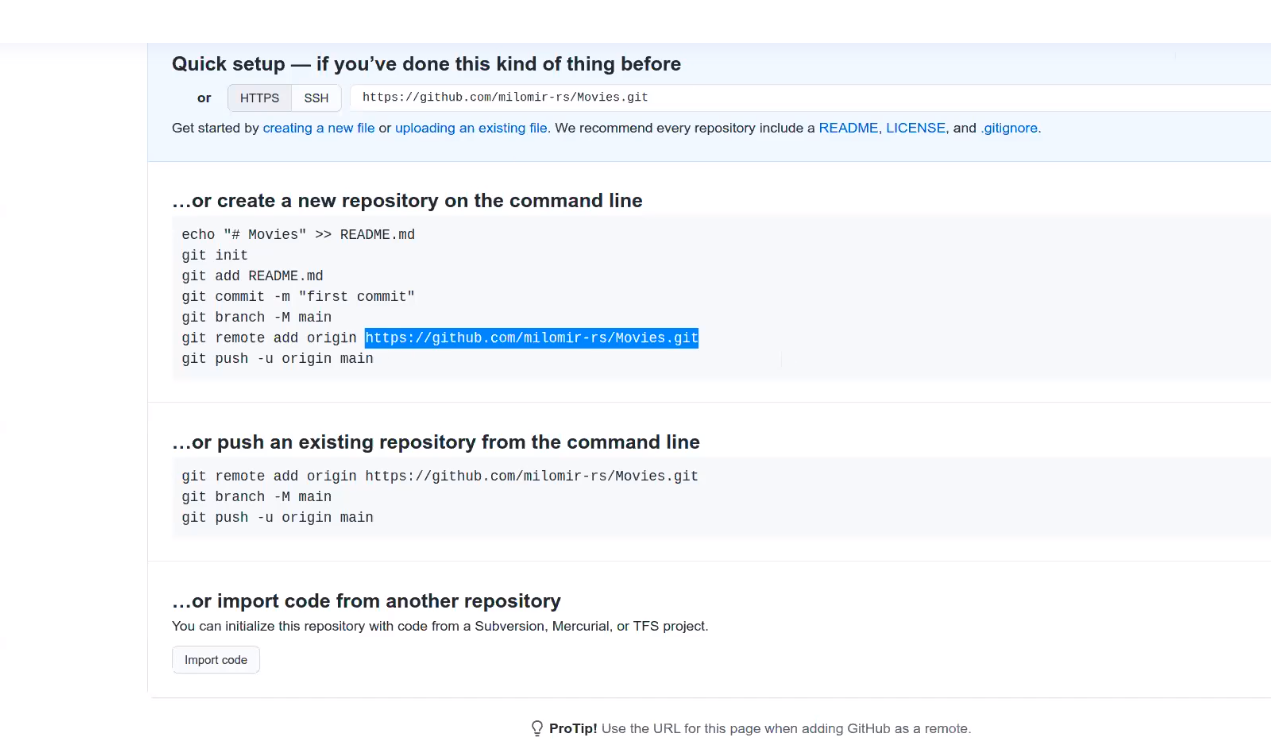 Quick setup — if you’ve done this kind of thing before
or HTTPS SSH https://github.com/milomir-rs/Movies.git
Get started by creating a new file or uploading an existing file. We recommend every repository include a README, LICENSE, and .gitignore.
…or create a new repository on the command line
echo "# Movies" >> README.md
git init
git add README.md
git commit -m "first commit"
git branch -M main
git remote add origin https://github.com/milomir-rs/Movies.git
git push -u origin main
…or push an existing repository from the command line
git remote add origin https://github.com/milomir-rs/Movies.git
git branch -M main
git push -u origin main
…or import code from another repository
You can initialize this repository with code from a Subversion, Mercurial, or TFS project.
Import code
ProTip! Use the URL for this page when adding GitHub as a remote.